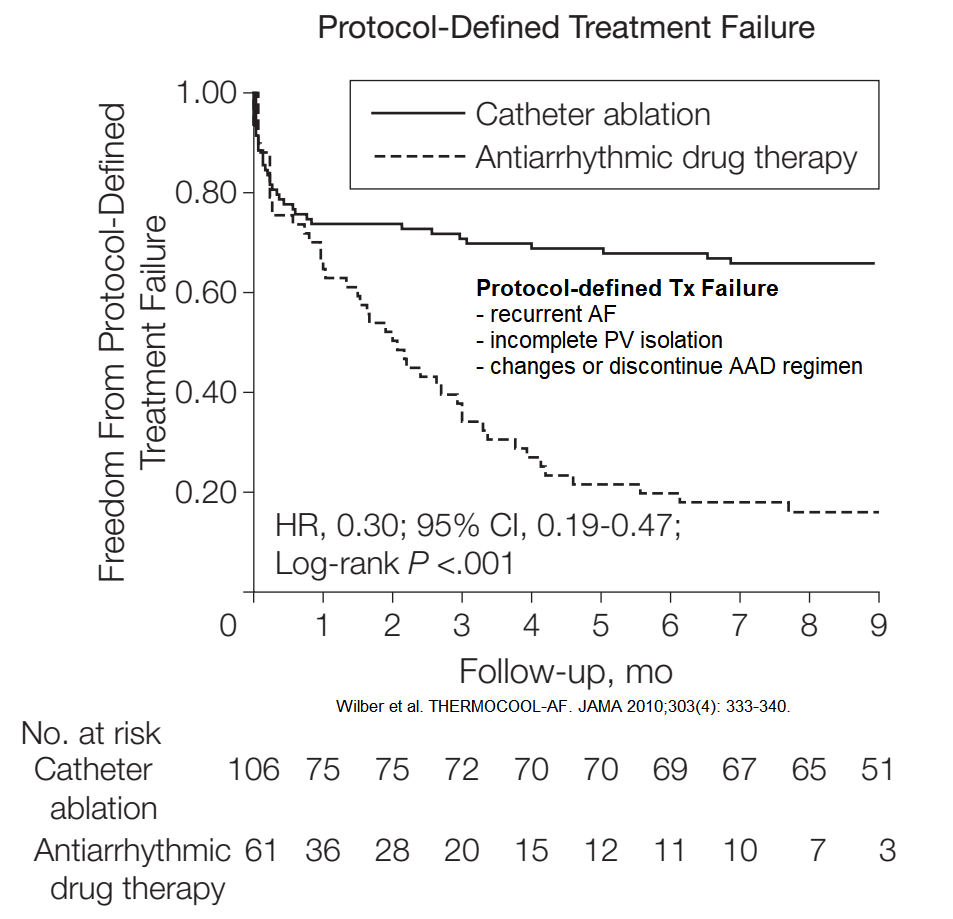 Protocol-Defined Treatment Failure
Freedom From Protocol-Defined
Treatment Failure
1.00
0.80
0.60
0.40
0.20
Catheter ablation
Antiarrhythmic drug therapy
Protocol-defined Tx Failure
- recurrent AF
- incomplete PV isolation
- changes or discontinue AAD regimen
HR, 0.30; 95% CI, 0.19-0.47;
Log-rank P <.001
0 1 2 3 4 5 6 7 8 9
Follow-up, mo
Wilber et al. THERMOCOOL-AF. JAMA 2010;303(4): 333-340.
No. at risk
Catheter 106 75 75 72 70 70 69 67 65 51
ablation
Antiarrhythmic 61 36 28 20 15 12 11 10 7 3
drug therapy